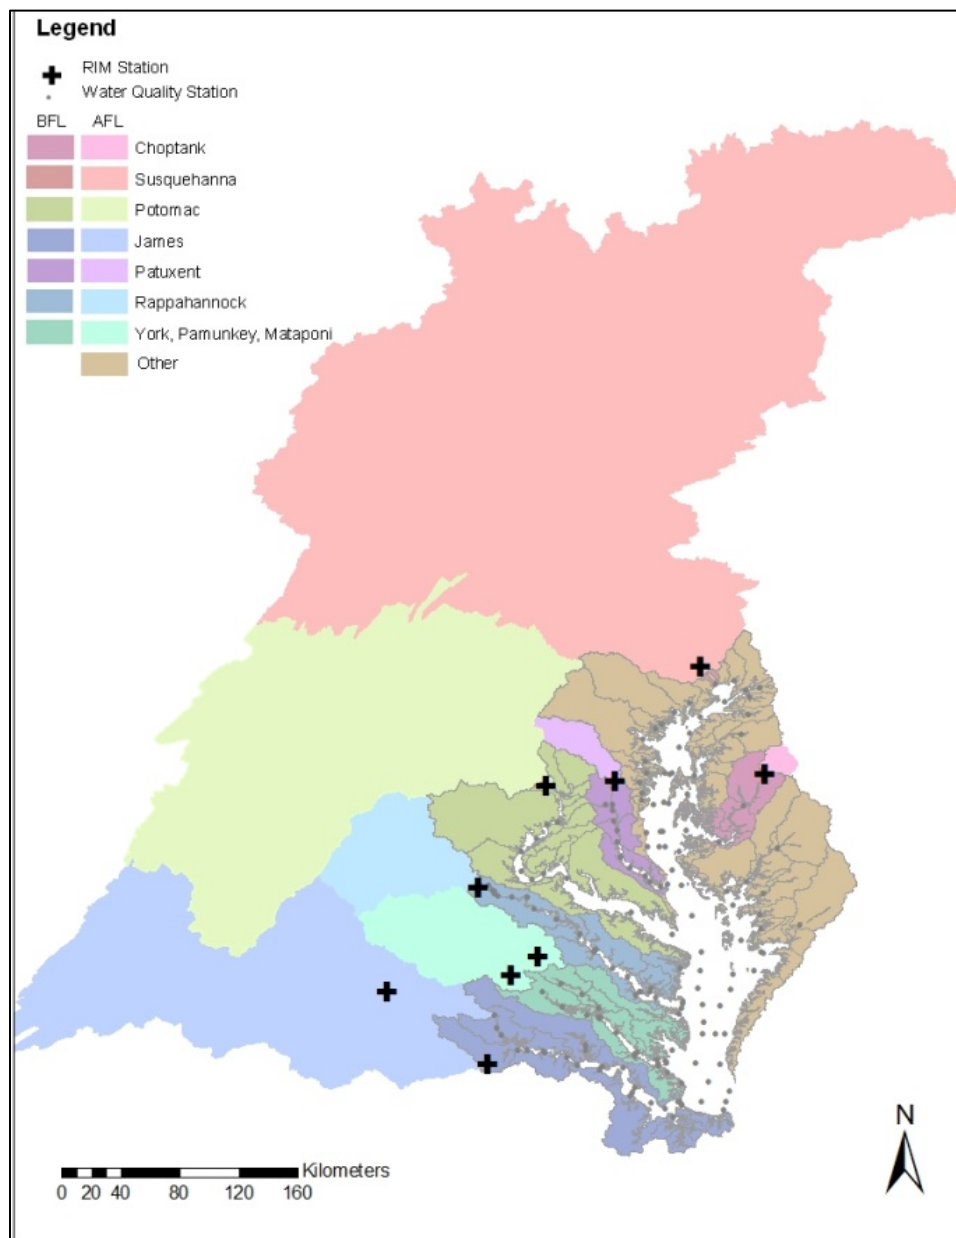 Legend
RIM Station
Water Quality Station
BFL AFL
Choptank
Susquehanna
Potomac
James
Patuxent
Rappahannock
York, Pamunkey, Mataponi
Other
N
Kilometers
0 20 40 80 120 160